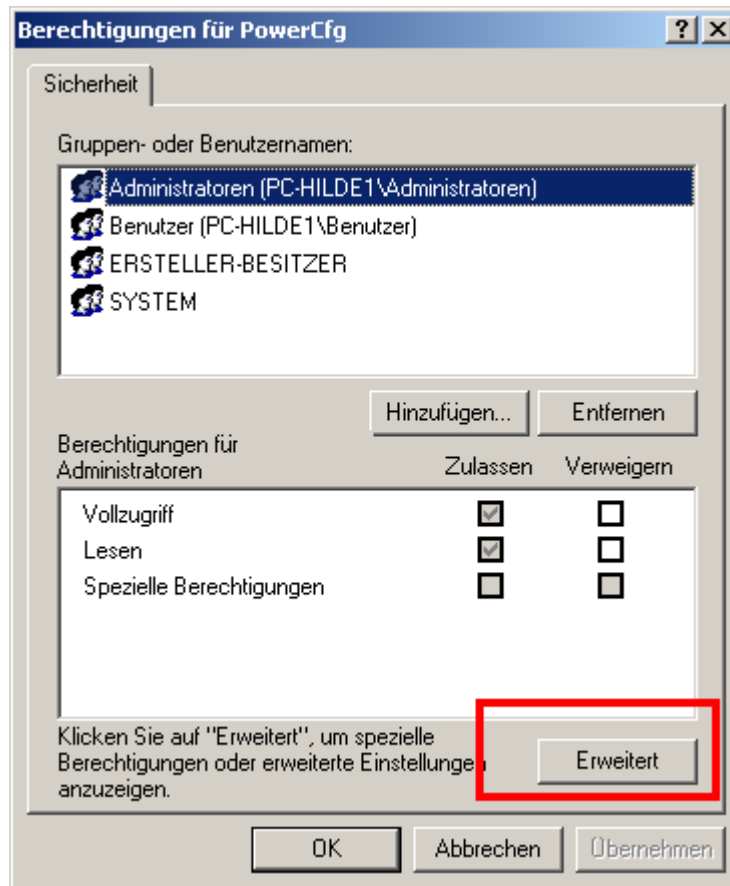 Berechtigungen für PowerCfg
Sicherheit
Gruppen- oder Benutzernamen:
Administratoren (PC-HILDE1\Administratoren)
Benutzer (PC-HILDE1\Benutzer)
ERSTELLER-BESITZER
SYSTEM
Hinzufügen... Entfernen
Berechtigungen für
Administratoren Zulassen Verweigern
Vollzugriff
Lesen
Spezielle Berechtigungen
Klicken Sie auf "Erweitert", um spezielle
Berechtigungen oder erweiterte Einstellungen
anzuzeigen.
Erweitert
OK Abbrechen Übernehmen